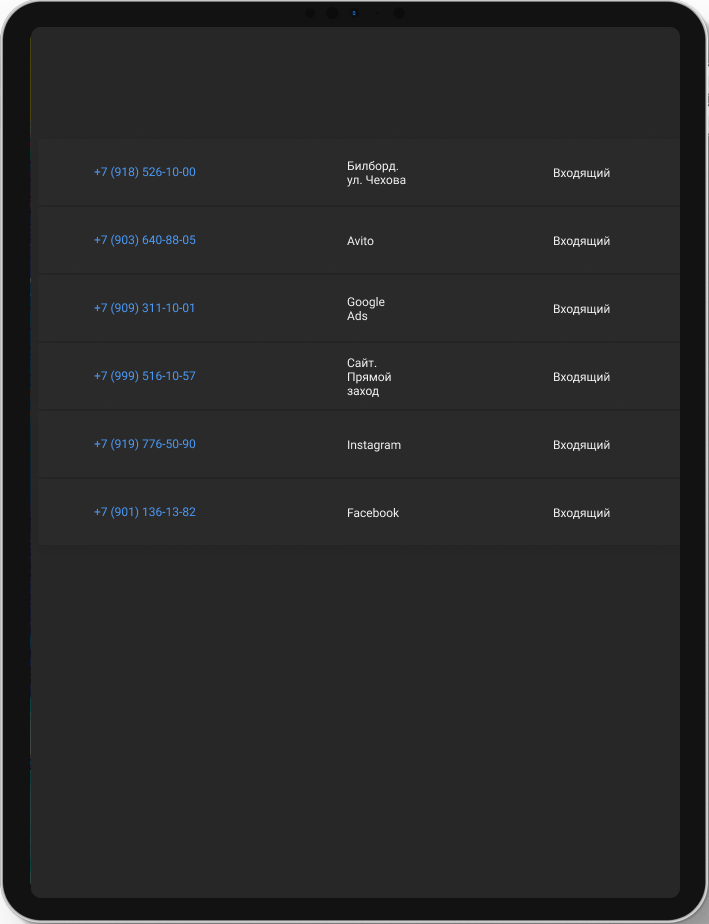 +7 (918) 526-10-00
Билборд.
ул. Чехова
Входящий
+7 (903) 640-88-05
Avito
Входящий
+7 (909) 311-10-01
Google
Ads
Входящий
+7 (999) 516-10-57
Сайт.
Прямой
заход
Входящий
+7 (919) 776-50-90
Instagram
Входящий
+7 (901) 136-13-82
Facebook
Входящий